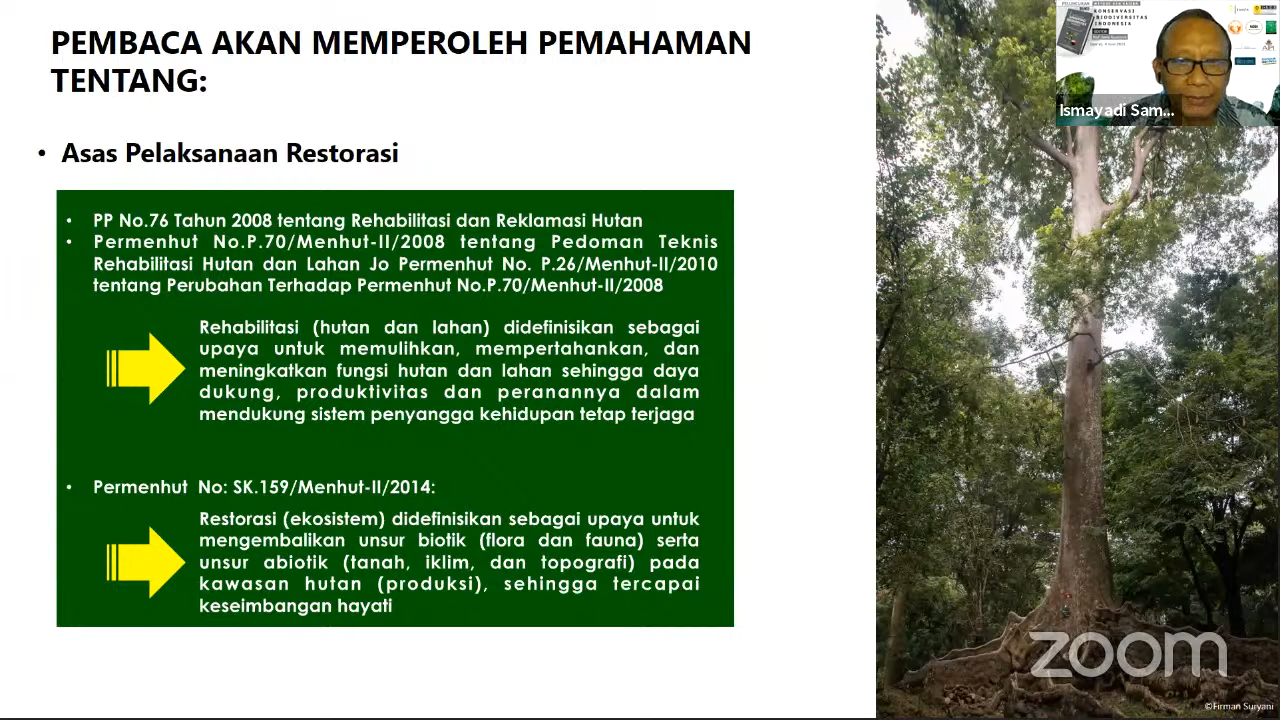 PEMBACA AKAN MEMPEROLEH PEMAHAMAN
TENTANG:
• Asas Pelaksanaan Restorasi
• PP No.76 Tahun 2008 tentang Rehabilitasi dan Reklamasi Hutan
• Permenhut No.P.70/Menhut-II/2008 tentang Pedoman Teknis
Rehabilitasi Hutan dan Lahan Jo Permenhut No. P.26/Menhut-II/2010
tentang Perubahan Terhadap Permenhut No.P.70/Menhut-II/2008
Rehabilitasi (hutan dan lahan) didefinisikan sebagai
upaya untuk memulihkan, mempertahankan, dan
meningkatkan fungsi hutan dan lahan sehingga daya
dukung, produktivitas dan peranannya dalam
mendukung sistem penyangga kehidupan tetap terjaga
• Permenhut No: SK.159/Menhut-II/2014:
Restorasi (ekosistem) didefinisikan sebagai upaya untuk
mengembalikan unsur biotik (flora dan fauna) serta
unsur abiotik (tanah, iklim, dan topografi) pada
kawasan hutan (produksi), sehingga tercapai
keseimbangan hayati
KONSERVASI
BIODIVERSITAS
INDONESIA
Ismayadi Sam...
zoom
©Firman Suryani